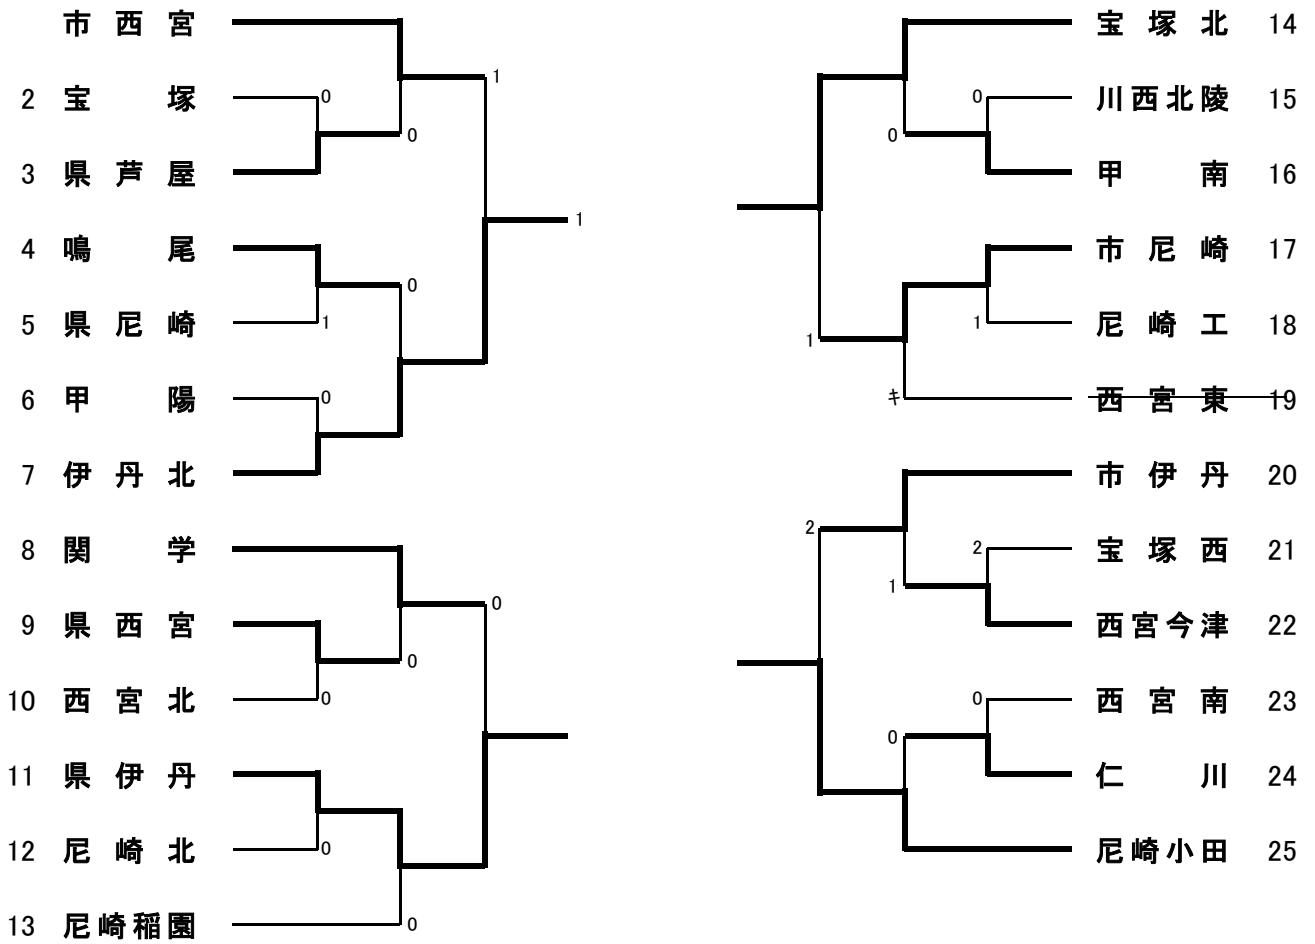 市西宮
2 宝塚 0
3 県芦屋
4 鳴尾
5 県尼崎 1
6 甲陽 0
7 伊丹北
8 関学
9 県西宮
10 西宮北 0
11 県伊丹
12 尼崎北 0
13 尼崎稲園 0
1
0
1
0
0
0
宝塚北 14
0 川西北陵 15
甲南 16
市尼崎 17
1 尼崎工 18
キ 西宮東 19
市伊丹 20
2 宝塚西 21
西宮今津 22
0 西宮南 23
仁川 24
尼崎小田 25
0
1
2
1
0